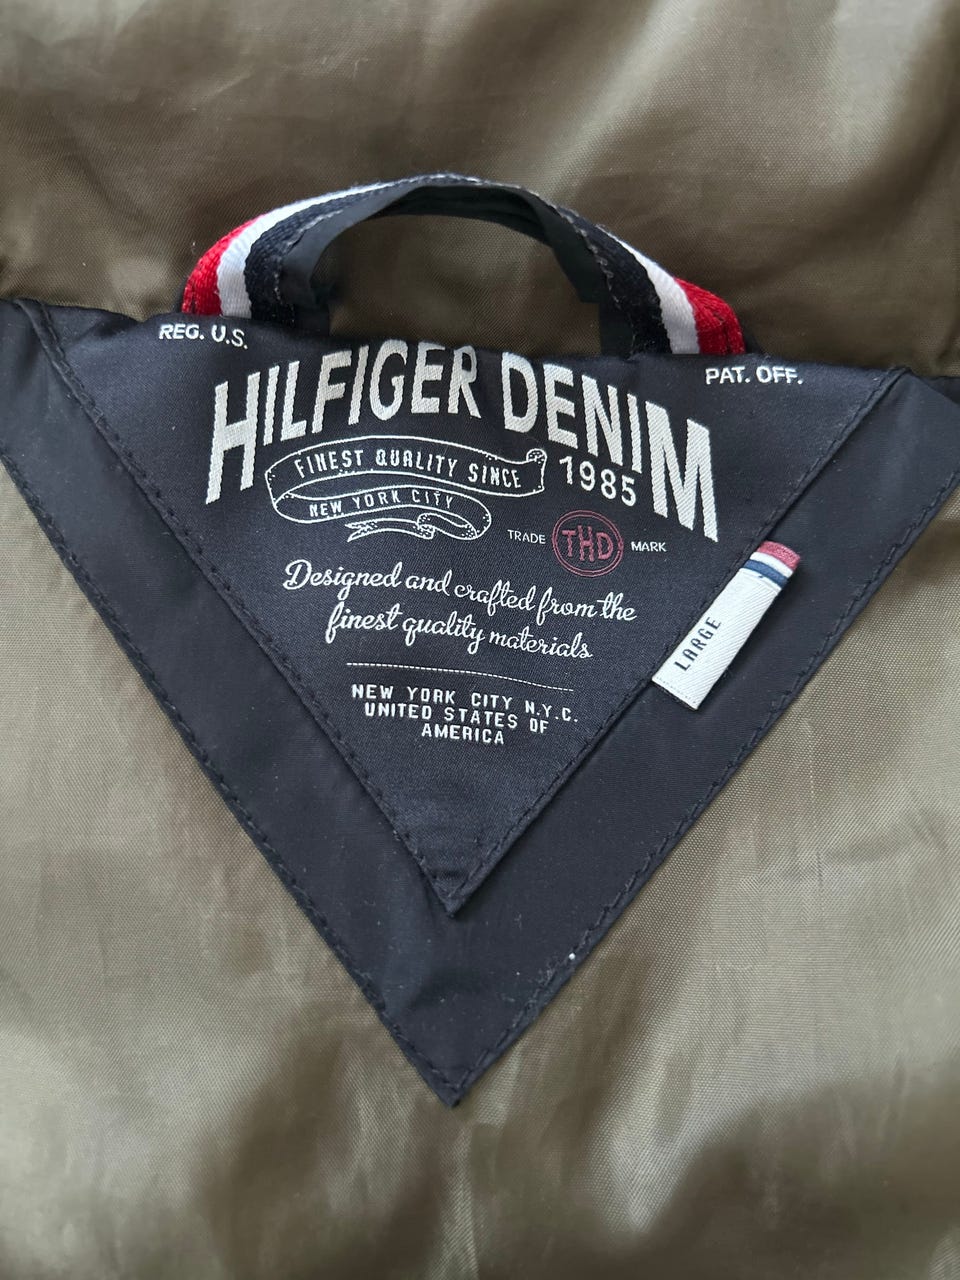 REG. U.S.
PAT. OFF.
HILFIGER DENIM
FINEST QUALITY SINCE 1985
NEW YORK CITY
TRADE THD MARK
Designed and crafted from the
finest quality materials
NEW YORK CITY N.Y.C.
UNITED STATES OF
AMERICA
LARGE